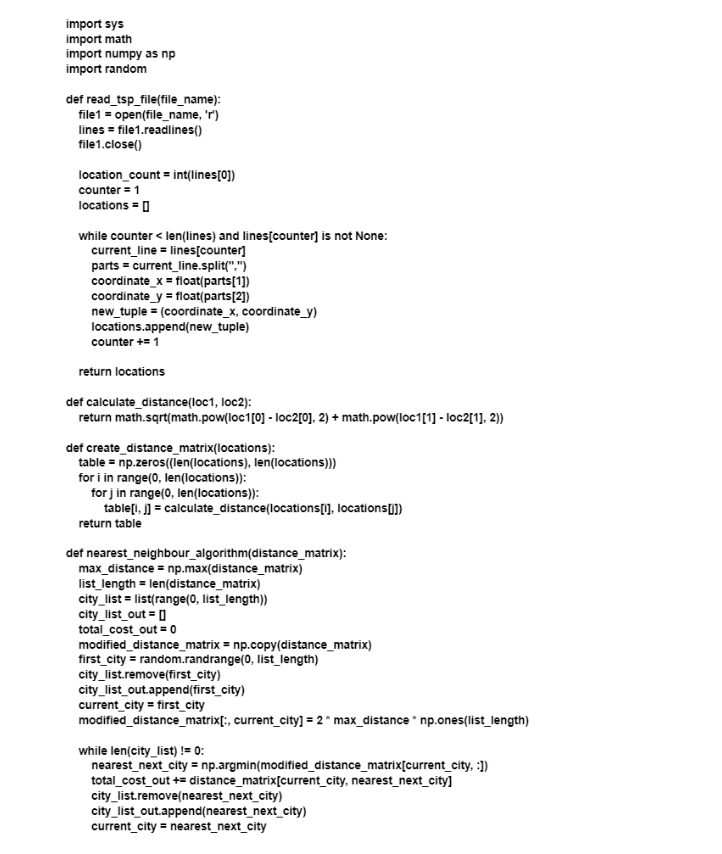 import sys
import math
import numpy as np
import random

def read_tsp_file(file_name):
    file1 = open(file_name, 'r')
    lines = file1.readlines()
    file1.close()

    location_count = int(lines[0])
    counter = 1
    locations = []

    while counter < len(lines) and lines[counter] is not None:
        current_line = lines[counter]
        parts = current_line.split(",")
        coordinate_x = float(parts[1])
        coordinate_y = float(parts[2])
        new_tuple = (coordinate_x, coordinate_y)
        locations.append(new_tuple)
        counter += 1

    return locations

def calculate_distance(loc1, loc2):
    return math.sqrt(math.pow(loc1[0] - loc2[0], 2) + math.pow(loc1[1] - loc2[1], 2))

def create_distance_matrix(locations):
    table = np.zeros((len(locations), len(locations)))
    for i in range(0, len(locations)):
        for j in range(0, len(locations)):
            table[i, j] = calculate_distance(locations[i], locations[j])
    return table

def nearest_neighbour_algorithm(distance_matrix):
    max_distance = np.max(distance_matrix)
    list_length = len(distance_matrix)
    city_list = list(range(0, list_length))
    city_list_out = []
    total_cost_out = 0
    modified_distance_matrix = np.copy(distance_matrix)
    first_city = random.randrange(0, list_length)
    city_list.remove(first_city)
    city_list_out.append(first_city)
    current_city = first_city
    modified_distance_matrix[:, current_city] = 2 * max_distance * np.ones(list_length)

    while len(city_list) != 0:
        nearest_next_city = np.argmin(modified_distance_matrix[current_city, :])
        total_cost_out += distance_matrix[current_city, nearest_next_city]
        city_list.remove(nearest_next_city)
        city_list_out.append(nearest_next_city)
        current_city = nearest_next_city